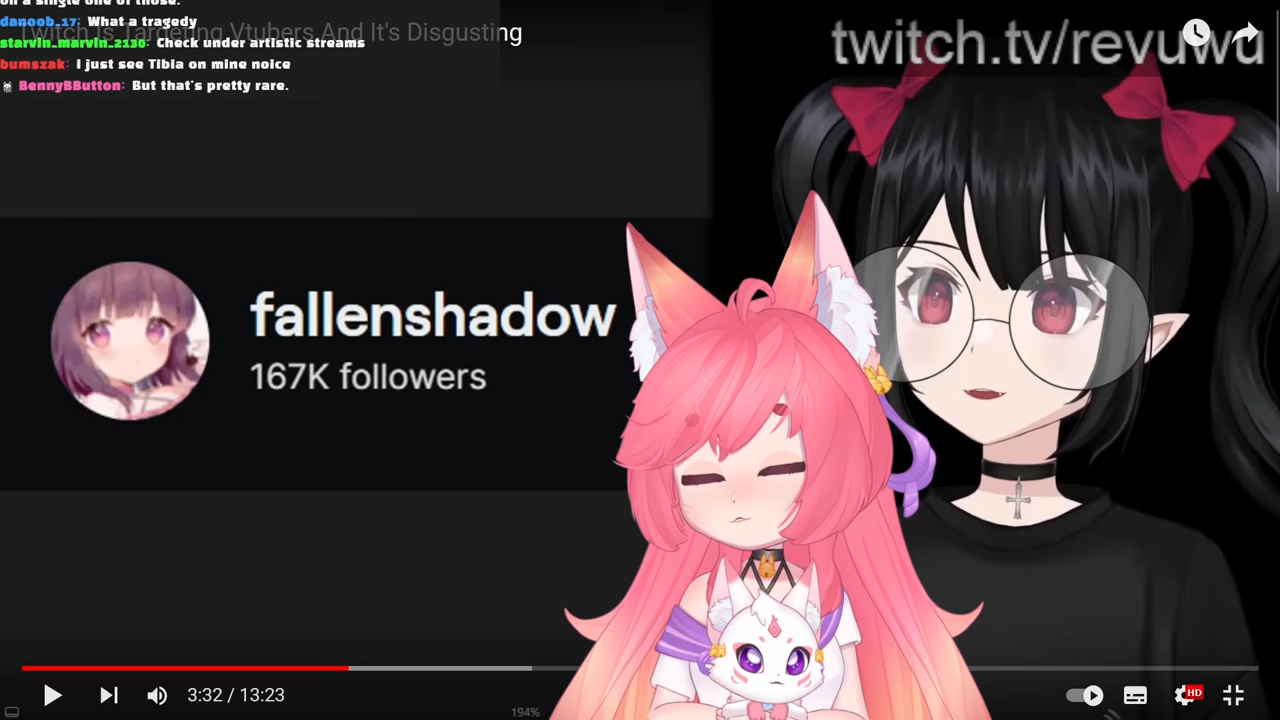 on a single one of those.
danoob_17: What a tragedy
Twitch Is Targeting Vtubers And It's Disgusting
starvin_marvin_2130: Check under artistic streams
bumszak: i just see Tibia on mine noice
BennyBButton: But that's pretty rare.
twitch.tv/revuwu
fallenshadow
167K followers
3:32 / 13:23
HD
194%